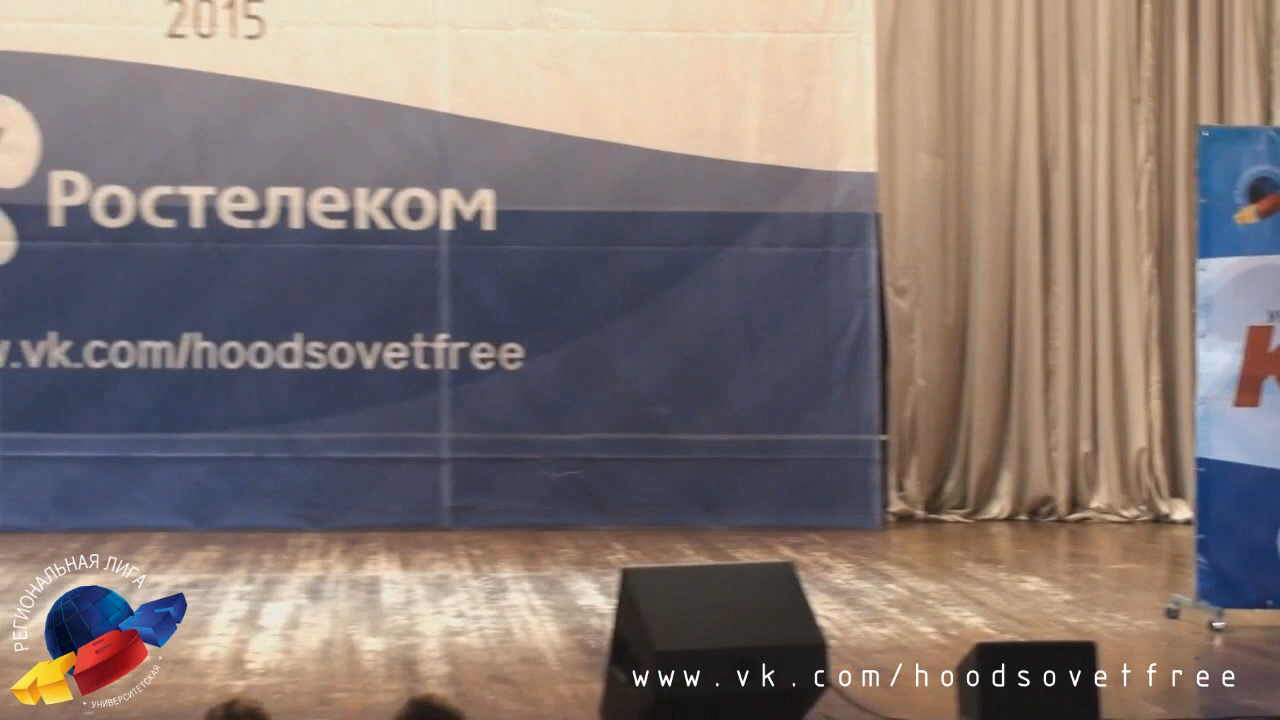 2015
Ростелеком
.vk.com/hoodsovetfree
РЕГИОНАЛЬНАЯ ЛИГА
• УНИВЕРСИТЕТСКАЯ •
www.vk.com/hoodsovetfree